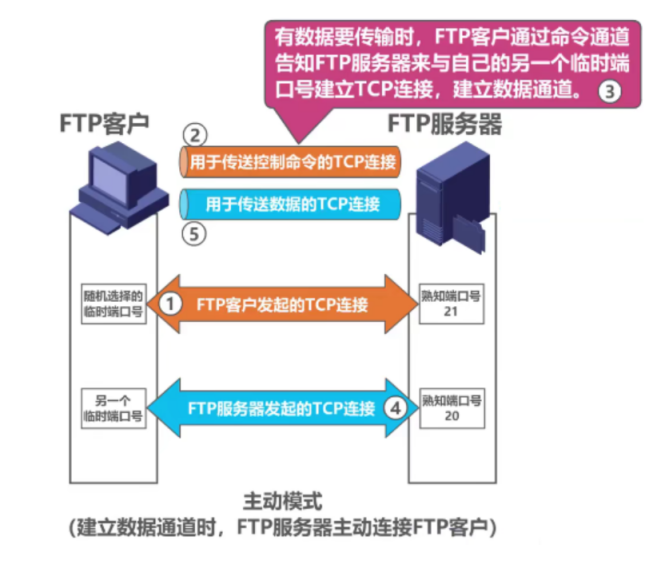 有数据要传输时，FTP客户通过命令通道
告知FTP服务器来与自己的另一个临时端
口号建立TCP连接，建立数据通道。 ③
FTP客户
FTP服务器
②
用于传送控制命令的TCP连接
用于传送数据的TCP连接
⑤
随机选择的
临时端口号
① FTP客户发起的TCP连接
熟知端口号
21
另一个
临时端口号
FTP服务器发起的TCP连接 ④
熟知端口号
20
主动模式
(建立数据通道时，FTP服务器主动连接FTP客户)